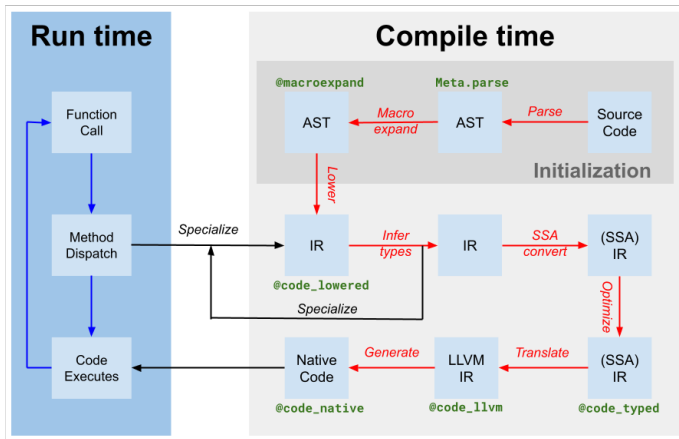 Run time
Compile time
@macroexpand
Meta.parse
Function
Call
AST
Macro
expand
AST
Parse
Source
Code
Lower
Initialization
Method
Dispatch
Specialize
IR
Infer
types
IR
SSA
convert
(SSA)
IR
@code_lowered
Specialize
Optimize
Code
Executes
Native
Code
Generate
LLVM
IR
Translate
(SSA)
IR
@code_native
@code_llvm
@code_typed